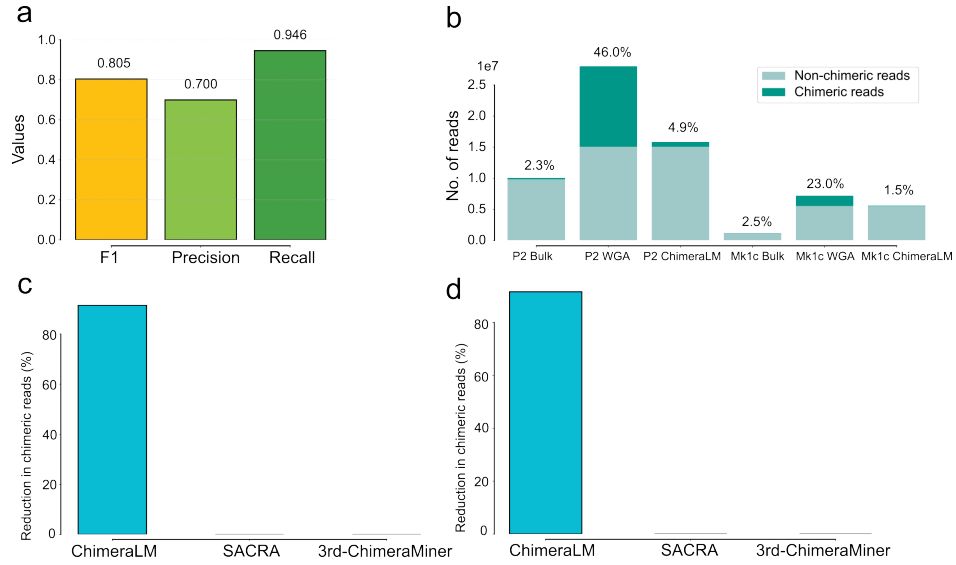 a
Values
1.0
0.8
0.6
0.4
0.2
0.0
0.805
0.700
0.946
F1
Precision
Recall
b
No. of reads
1e7
2.5
2.0
1.5
1.0
0.5
0.0
2.3%
46.0%
4.9%
2.5%
23.0%
1.5%
Non-chimeric reads
Chimeric reads
P2 Bulk
P2 WGA
P2 ChimeraLM
Mk1c Bulk
Mk1c WGA
Mk1c ChimeraLM
c
Reduction in chimeric reads (%)
80
60
40
20
0
ChimeraLM
SACRA
3rd-ChimeraMiner
d
Reduction in chimeric reads (%)
80
60
40
20
0
ChimeraLM
SACRA
3rd-ChimeraMiner